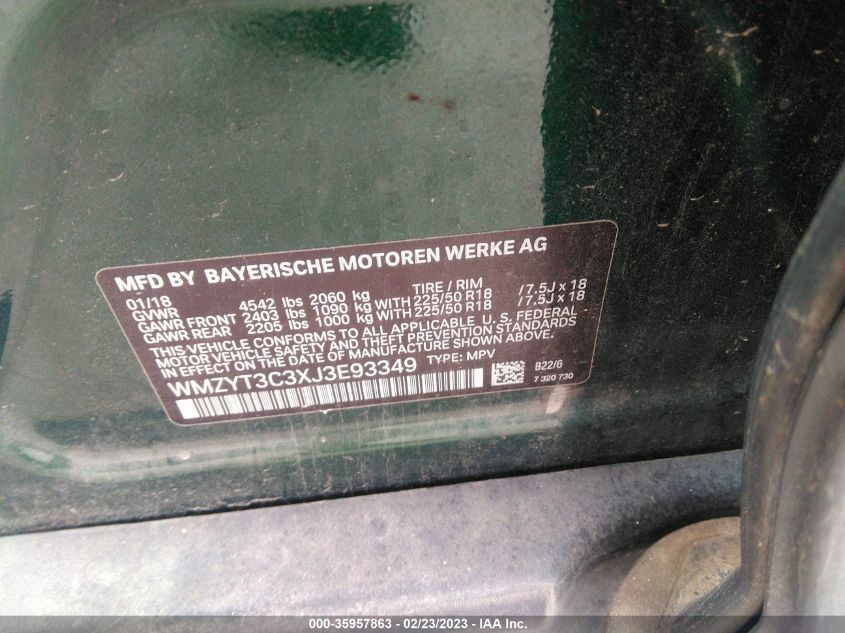 MFD BY BAYERISCHE MOTOREN WERKE AG
01/18 TIRE / RIM
GVWR 4542 lbs 2060 kg
GAWR FRONT 2403 lbs 1090 kg WITH 225/50 R18 /7.5J x 18
GAWR REAR 2205 lbs 1000 kg WITH 225/50 R18 /7.5J x 18
THIS VEHICLE CONFORMS TO ALL APPLICABLE U.S. FEDERAL
MOTOR VEHICLE SAFETY AND THEFT PREVENTION STANDARDS
IN EFFECT ON THE DATE OF MANUFACTURE SHOWN ABOVE.
WMZYT3C3XJ3E93349 TYPE: MPV
B22/6
7 320 730
000-35957863 - 02/23/2023 - IAA Inc.